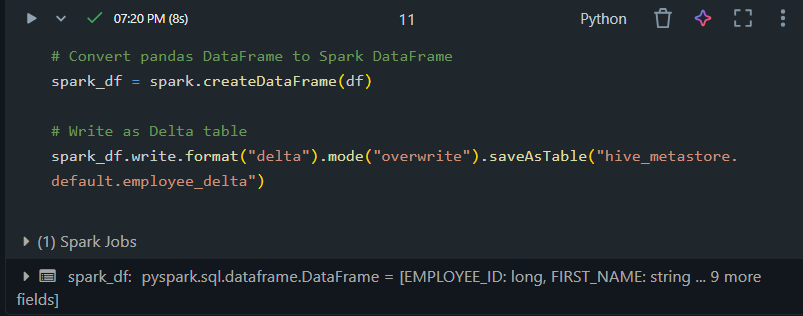 07:20 PM (8s) 11 Python
# Convert pandas DataFrame to Spark DataFrame
spark_df = spark.createDataFrame(df)
# Write as Delta table
spark_df.write.format("delta").mode("overwrite").saveAsTable("hive_metastore.
default.employee_delta")
(1) Spark Jobs
spark_df: pyspark.sql.dataframe.DataFrame = [EMPLOYEE_ID: long, FIRST_NAME: string ... 9 more
fields]